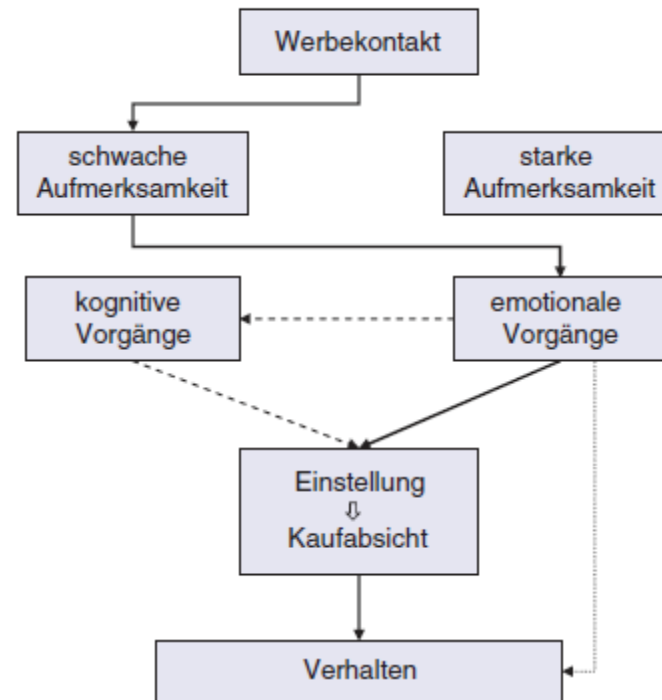 Werbekontakt
schwache
Aufmerksamkeit
starke
Aufmerksamkeit
kognitive
Vorgänge
emotionale
Vorgänge
Einstellung
⇩
Kaufabsicht
Verhalten